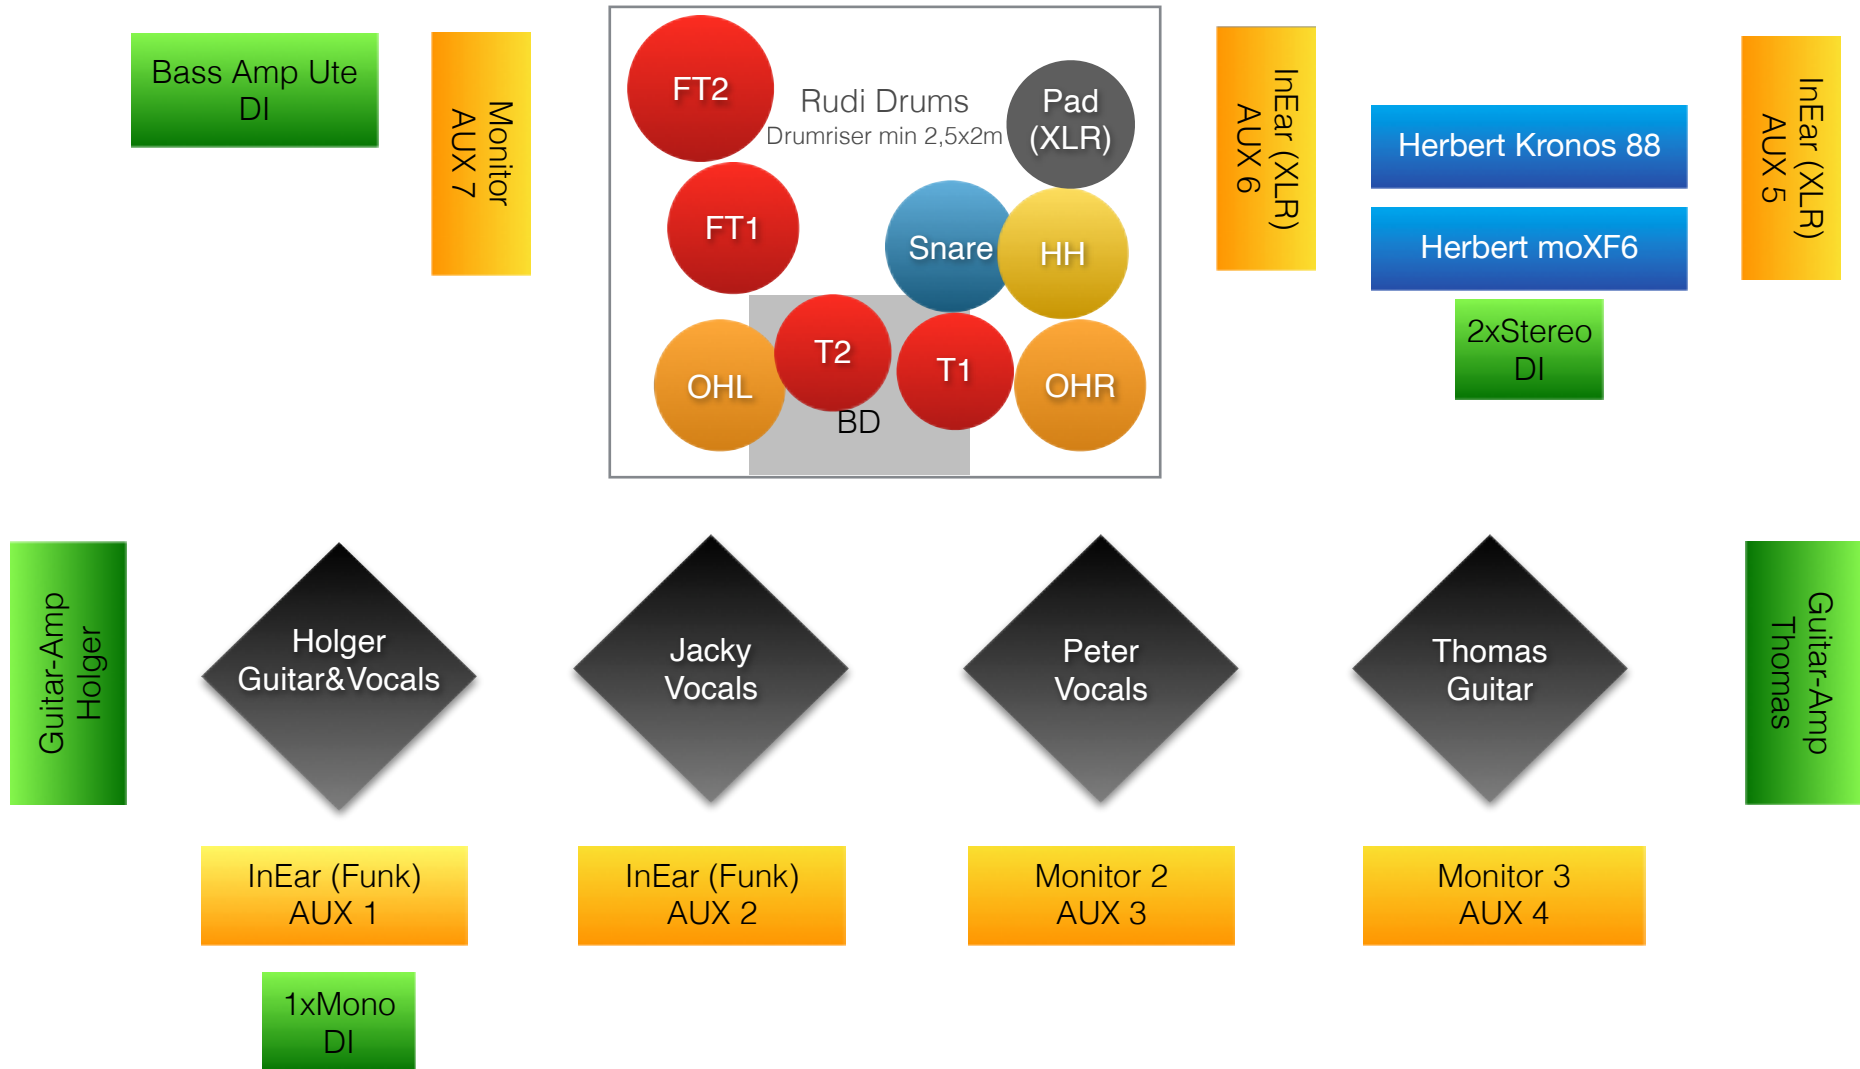 Bass Amp Ute
DI
Monitor
AUX 7
FT2
Rudi Drums
Drumriser min 2,5x2m
Pad
(XLR)
FT1
Snare
HH
T2
T1
OHL
OHR
BD
InEar (XLR)
AUX 6
Herbert Kronos 88
Herbert moXF6
2xStereo
DI
InEar (XLR)
AUX 5
Guitar-Amp
Holger
Holger
Guitar&Vocals
Jacky
Vocals
Peter
Vocals
Thomas
Guitar
Guitar-Amp
Thomas
InEar (Funk)
AUX 1
InEar (Funk)
AUX 2
Monitor 2
AUX 3
Monitor 3
AUX 4
1xMono
DI